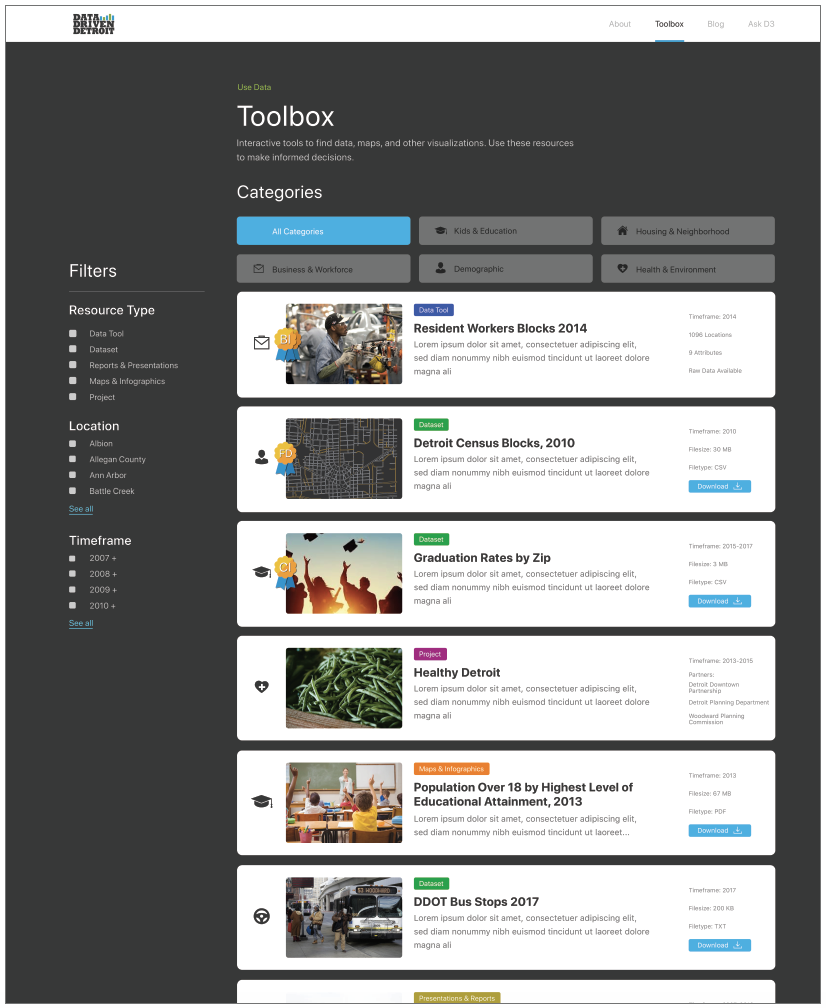 DATA
DRIVEN
DETROIT
About
Toolbox
Blog
Ask D3
Use Data
Toolbox
Interactive tools to find data, maps, and other visualizations. Use these resources
to make informed decisions.
Categories
All Categories
Kids & Education
Housing & Neighborhood
Business & Workforce
Demographic
Health & Environment
Filters
Resource Type
Data Tool
Dataset
Reports & Presentations
Maps & Infographics
Project
Location
Albion
Allegan County
Ann Arbor
Battle Creek
See all
Timeframe
2007 +
2008 +
2009 +
2010 +
See all
BI
Data Tool
Resident Workers Blocks 2014
Lorem ipsum dolor sit amet, consectetuer adipiscing elit,
sed diam nonummy nibh euismod tincidunt ut laoreet dolore
magna ali
Timeframe: 2014
1096 Locations
9 Attributes
Raw Data Available
FD
Dataset
Detroit Census Blocks, 2010
Lorem ipsum dolor sit amet, consectetuer adipiscing elit,
sed diam nonummy nibh euismod tincidunt ut laoreet dolore
magna ali
Timeframe: 2010
Filesize: 30 MB
Filetype: CSV
Download
CI
Dataset
Graduation Rates by Zip
Lorem ipsum dolor sit amet, consectetuer adipiscing elit,
sed diam nonummy nibh euismod tincidunt ut laoreet dolore
magna ali
Timeframe: 2015-2017
Filesize: 3 MB
Filetype: CSV
Download
Project
Healthy Detroit
Lorem ipsum dolor sit amet, consectetuer adipiscing elit,
sed diam nonummy nibh euismod tincidunt ut laoreet dolore
magna ali
Timeframe: 2013-2015
Partners:
Detroit Downtown
Partnership
Detroit Planning Department
Woodward Planning
Commission
Maps & Infographics
Population Over 18 by Highest Level of
Educational Attainment, 2013
Lorem ipsum dolor sit amet, consectetuer adipiscing elit,
sed diam nonummy nibh euismod tincidunt ut laoreet...
Timeframe: 2013
Filesize: 67 MB
Filetype: PDF
Download
53 WOODWARD
Dataset
DDOT Bus Stops 2017
Lorem ipsum dolor sit amet, consectetuer adipiscing elit,
sed diam nonummy nibh euismod tincidunt ut laoreet dolore
magna ali
Timeframe: 2017
Filesize: 200 KB
Filetype: TXT
Download
Presentations & Reports